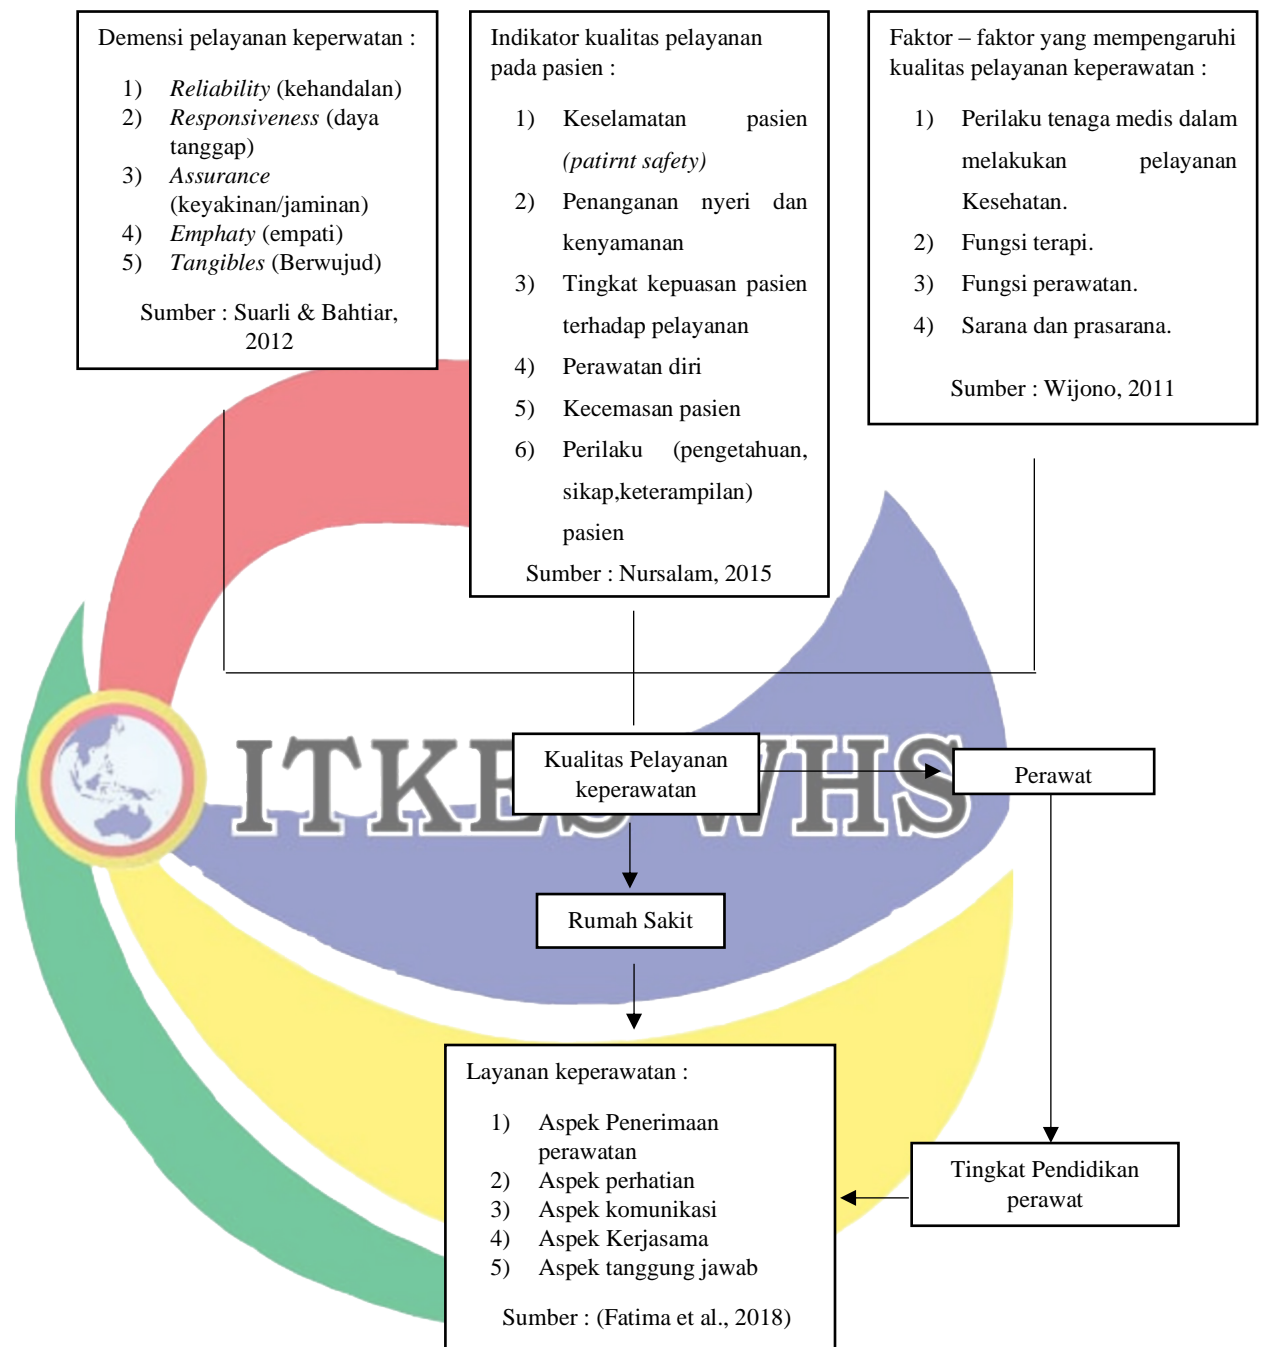 Demensi pelayanan keperwatan :
1) Reliability (kehandalan)
2) Responsiveness (daya
tanggap)
3) Assurance
(keyakinan/jaminan)
4) Emphaty (empati)
5) Tangibles (Berwujud)
Sumber : Suarli & Bahtiar,
2012
Indikator kualitas pelayanan
pada pasien :
1) Keselamatan pasien
(patirnt safety)
2) Penanganan nyeri dan
kenyamanan
3) Tingkat kepuasan pasien
terhadap pelayanan
4) Perawatan diri
5) Kecemasan pasien
6) Perilaku (pengetahuan,
sikap,keterampilan)
pasien
Sumber : Nursalam, 2015
Faktor – faktor yang mempengaruhi
kualitas pelayanan keperawatan :
1) Perilaku tenaga medis dalam
melakukan pelayanan
Kesehatan.
2) Fungsi terapi.
3) Fungsi perawatan.
4) Sarana dan prasarana.
Sumber : Wijono, 2011
ITKES WHS
Kualitas Pelayanan
keperawatan
Perawat
Rumah Sakit
Layanan keperawatan :
1) Aspek Penerimaan
perawatan
2) Aspek perhatian
3) Aspek komunikasi
4) Aspek Kerjasama
5) Aspek tanggung jawab
Sumber : (Fatima et al., 2018)
Tingkat Pendidikan
perawat